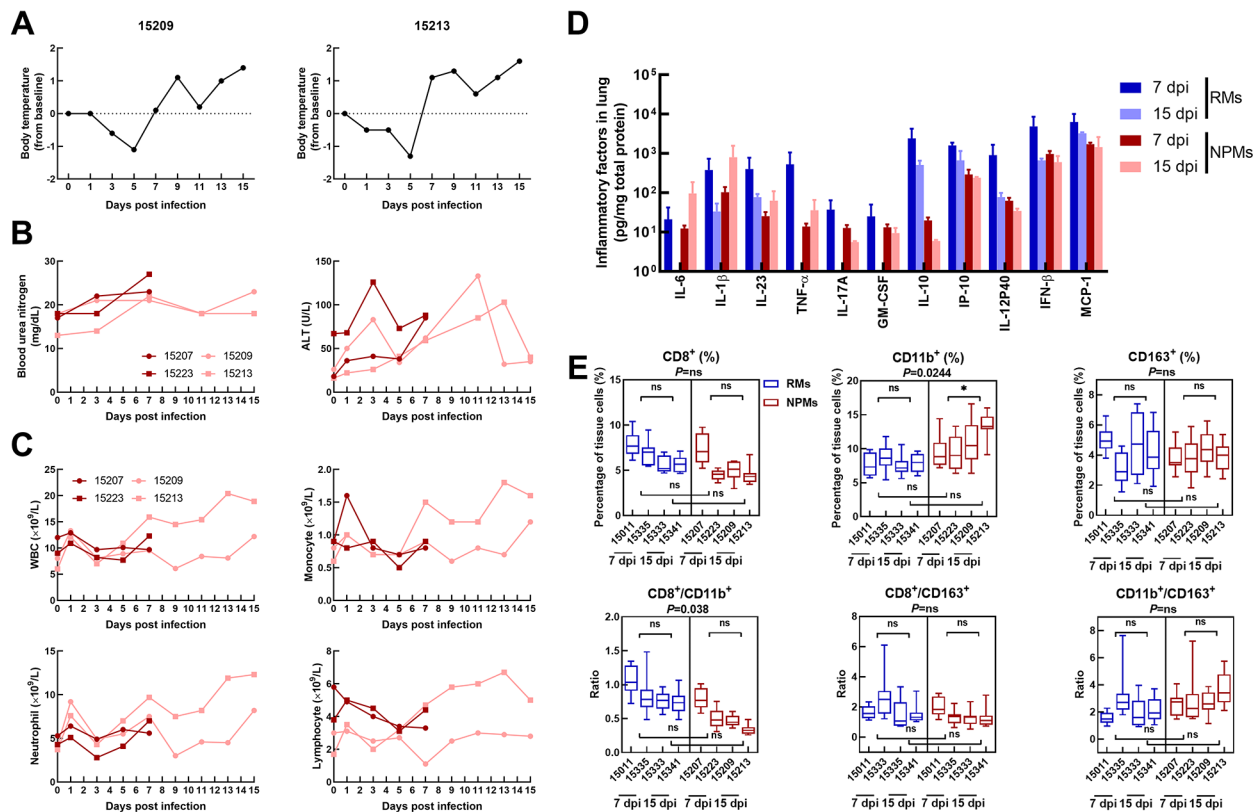 A
15209
Body temperature
(from baseline)
2
1
0
-1
-2
0 1 3 5 7 9 11 13 15
Days post infection
15213
Body temperature
(from baseline)
2
1
0
-1
-2
0 1 3 5 7 9 11 13 15
Days post infection
B
Blood urea nitrogen
(mg/dL)
30
20
10
0
15207 15209
15223 15213
0 1 2 3 4 5 6 7 8 9 10 11 12 13 14 15
Days post infection
ALT (U/L)
150
100
50
0
0 1 2 3 4 5 6 7 8 9 10 11 12 13 14 15
Days post infection
C
WBC (×10⁹/L)
25
20
15
10
5
0
15207 15209
15223 15213
0 1 2 3 4 5 6 7 8 9 10 11 12 13 14 15
Days post infection
Monocyte (×10⁹/L)
2.0
1.5
1.0
0.5
0.0
0 1 2 3 4 5 6 7 8 9 10 11 12 13 14 15
Days post infection
Neutrophil (×10⁹/L)
15
10
5
0
0 1 2 3 4 5 6 7 8 9 10 11 12 13 14 15
Days post infection
Lymphocyte (×10⁹/L)
8
6
4
2
0
0 1 2 3 4 5 6 7 8 9 10 11 12 13 14 15
Days post infection
D
Inflammatory factors in lung
(pg/mg total protein)
10⁵
10⁴
10³
10²
10¹
10⁰
IL-6 IL-1β IL-23 TNF-α IL-17A GM-CSF IL-10 IP-10 IL-12P40 IFN-β MCP-1
7 dpi
15 dpi
RMs
7 dpi
15 dpi
NPMs
E
CD8⁺ (%)
P=ns
Percentage of tissue cells (%)
15
10
5
0
ns ns
ns
ns
15011 15335 15333 15341 15207 15223 15209 15213
7 dpi 15 dpi 7 dpi 15 dpi
RMs
NPMs
CD11b⁺ (%)
P=0.0244
Percentage of tissue cells (%)
20
15
10
5
0
ns *
ns
ns
15011 15335 15333 15341 15207 15223 15209 15213
7 dpi 15 dpi 7 dpi 15 dpi
CD163⁺ (%)
P=ns
Percentage of tissue cells (%)
8
6
4
2
0
ns ns
ns
ns
15011 15335 15333 15341 15207 15223 15209 15213
7 dpi 15 dpi 7 dpi 15 dpi
CD8⁺/CD11b⁺
P=0.038
Ratio
2.0
1.5
1.0
0.5
0.0
ns ns
ns
ns
15011 15335 15333 15341 15207 15223 15209 15213
7 dpi 15 dpi 7 dpi 15 dpi
CD8⁺/CD163⁺
P=ns
Ratio
8
6
4
2
0
ns ns
ns
ns
15011 15333 15335 15341 15011 15335 15333 15341
7 dpi 15 dpi 7 dpi 15 dpi
CD11b⁺/CD163⁺
P=ns
Ratio
8
6
4
2
0
ns ns
ns
ns
15011 15335 15333 15341 15207 15223 15209 15213
7 dpi 15 dpi 7 dpi 15 dpi